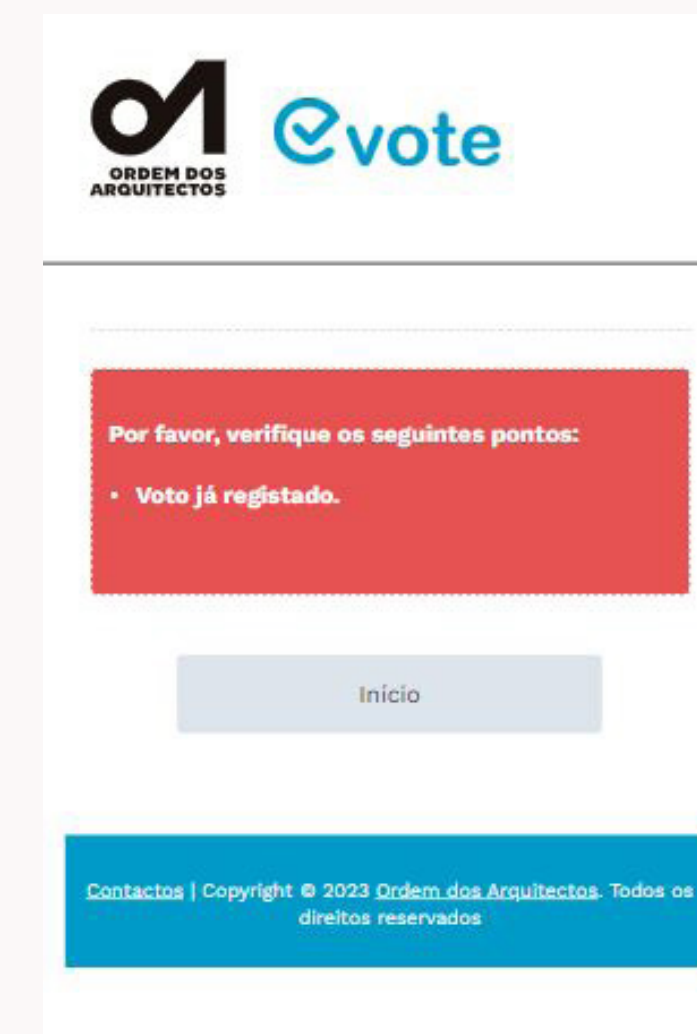 OA
ORDEM DOS
ARQUITECTOS
evote
Por favor, verifique os seguintes pontos:
• Voto já registado.
Início
Contactos | Copyright © 2023 Ordem dos Arquitectos. Todos os
direitos reservados